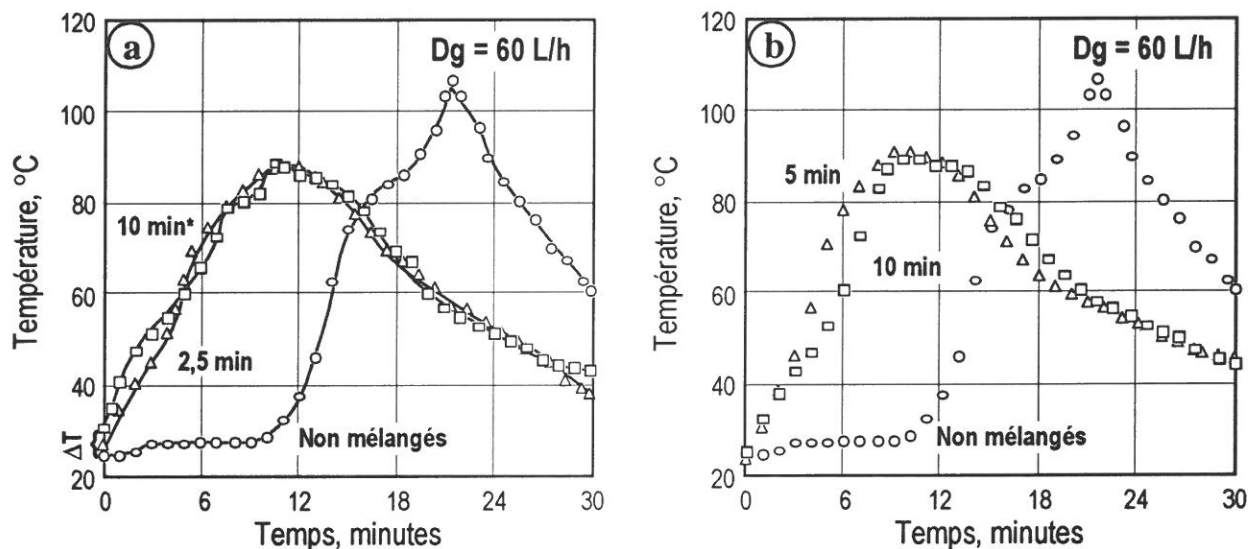 a
Dg = 60 L/h
120
100
80
60
40
20
Température, °C
ΔT
10 min*
2,5 min
Non mélangés
0
6
12
18
24
30
Temps, minutes
b
Dg = 60 L/h
120
100
80
60
40
20
Température, °C
5 min
10 min
Non mélangés
0
6
12
18
24
30
Temps, minutes